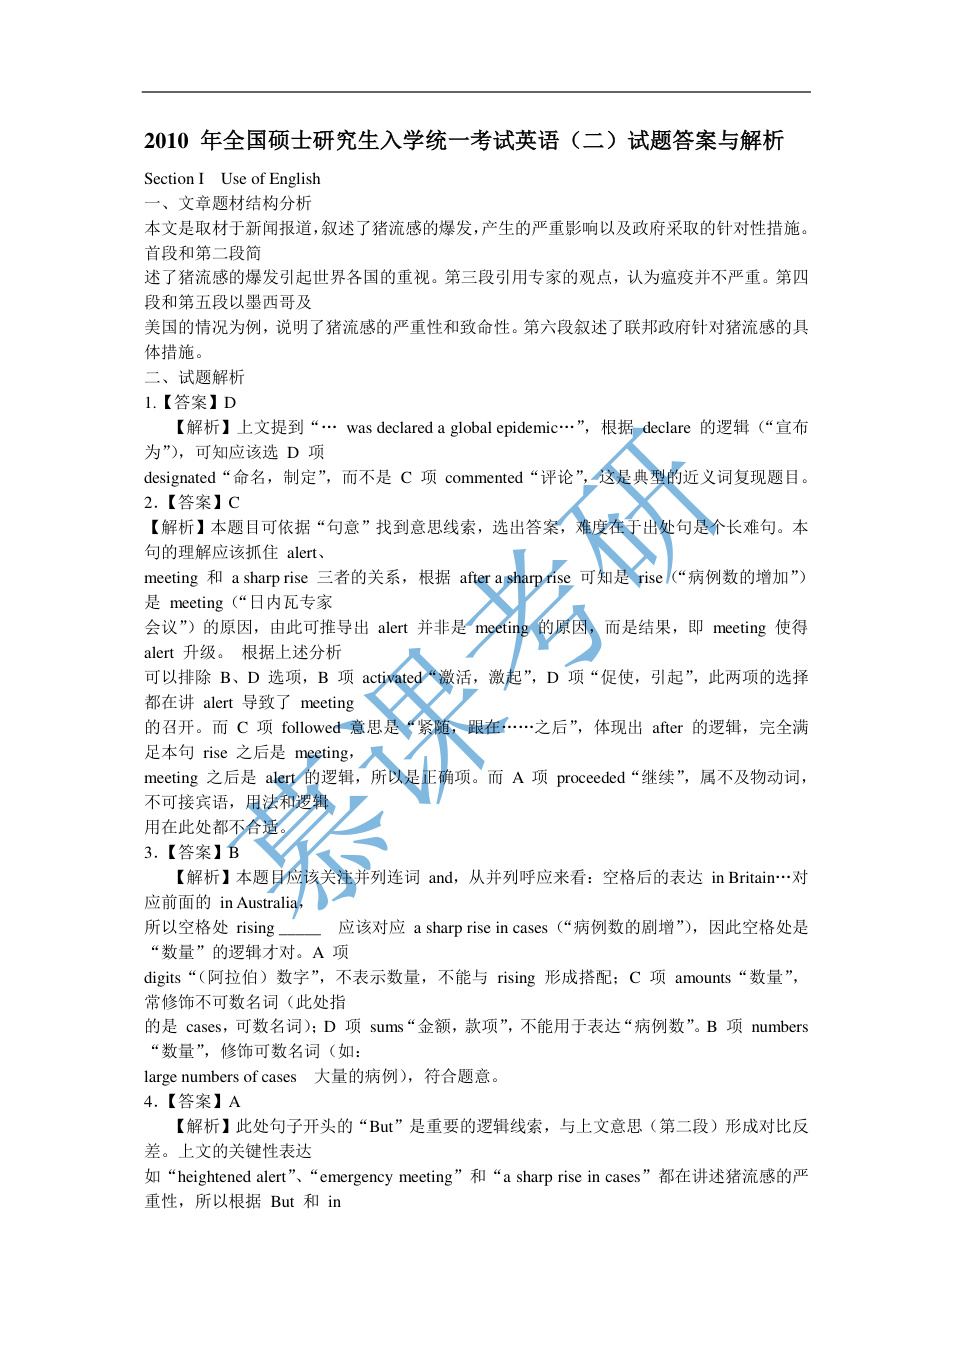 2010 年全国硕士研究生入学统一考试英语（二）试题答案与解析
Section I Use of English
一、文章题材结构分析
本文是取材于新闻报道，叙述了猪流感的爆发，产生的严重影响以及政府采取的针对性措施。
首段和第二段简
述了猪流感的爆发引起世界各国的重视。第三段引用专家的观点，认为瘟疫并不严重。第四
段和第五段以墨西哥及
美国的情况为例，说明了猪流感的严重性和致命性。第六段叙述了联邦政府针对猪流感的具
体措施。
二、试题解析
1.【答案】D
【解析】上文提到“… was declared a global epidemic…”，根据 declare 的逻辑（“宣布
为”），可知应该选 D 项
designated“命名，制定”，而不是 C 项 commented“评论”，这是典型的近义词复现题目。
2.【答案】C
【解析】本题目可依据“句意”找到意思线索，选出答案，难度在于出处句是个长难句。本
句的理解应该抓住 alert、
meeting 和 a sharp rise 三者的关系，根据 after a sharp rise 可知是 rise（“病例数的增加”）
是 meeting（“日内瓦专家
会议”）的原因，由此可推导出 alert 并非是 meeting 的原因，而是结果，即 meeting 使得
alert 升级。 根据上述分析
可以排除 B、D 选项，B 项 activated“激活，激起”，D 项“促使，引起”，此两项的选择
都在讲 alert 导致了 meeting
的召开。而 C 项 followed 意思是“紧随，跟在……之后”，体现出 after 的逻辑，完全满
足本句 rise 之后是 meeting，
meeting 之后是 alert 的逻辑，所以是正确项。而 A 项 proceeded“继续”，属不及物动词，
不可接宾语，用法和逻辑
用在此处都不合适。
3.【答案】B
【解析】本题目应该关注并列连词 and，从并列呼应来看：空格后的表达 in Britain…对
应前面的 in Australia，
所以空格处 rising _____ 应该对应 a sharp rise in cases（“病例数的剧增”），因此空格处是
“数量”的逻辑才对。A 项
digits“（阿拉伯）数字”，不表示数量，不能与 rising 形成搭配；C 项 amounts“数量”，
常修饰不可数名词（此处指
的是 cases，可数名词）；D 项 sums“金额，款项”，不能用于表达“病例数”。B 项 numbers
“数量”，修饰可数名词（如：
large numbers of cases 大量的病例），符合题意。
4.【答案】A
【解析】此处句子开头的“But”是重要的逻辑线索，与上文意思（第二段）形成对比反
差。上文的关键性表达
如“heightened alert”、“emergency meeting”和“a sharp rise in cases”都在讲述猪流感的严
重性，所以根据 But 和 in
慕课考研